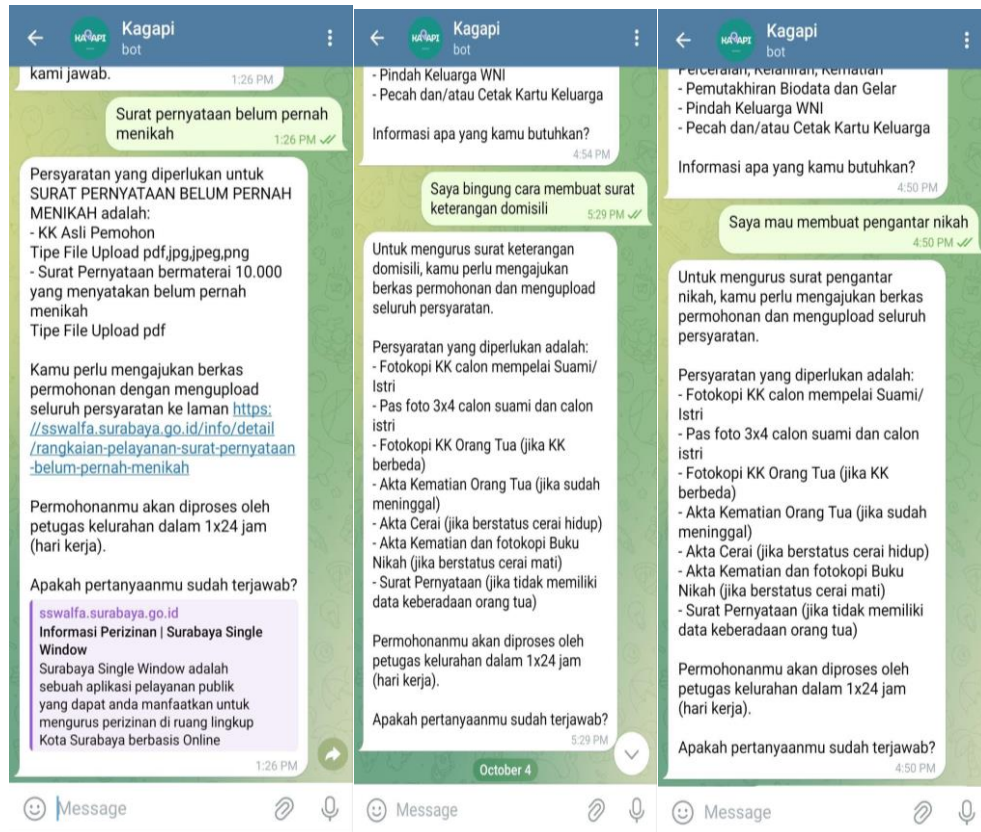 Kagapi
bot
KAGAPI
kami jawab.
1:26 PM
Surat pernyataan belum pernah
menikah
1:26 PM
Persyaratan yang diperlukan untuk
SURAT PERNYATAAN BELUM PERNAH
MENIKAH adalah:
- KK Asli Pemohon
Tipe File Upload pdf,jpg,jpeg,png
- Surat Pernyataan bermaterai 10.000
yang menyatakan belum pernah
menikah
Tipe File Upload pdf
Kamu perlu mengajukan berkas
permohonan dengan mengupload
seluruh persyaratan ke laman https:
//sswalfa.surabaya.go.id/info/detail
/rangkaian-pelayanan-surat-pernyataan
-belum-pernah-menikah
Permohonanmu akan diproses oleh
petugas kelurahan dalam 1x24 jam
(hari kerja).
Apakah pertanyaanmu sudah terjawab?
sswalfa.surabaya.go.id
Informasi Perizinan | Surabaya Single
Window
Surabaya Single Window adalah
sebuah aplikasi pelayanan publik
yang dapat anda manfaatkan untuk
mengurus perizinan di ruang lingkup
Kota Surabaya berbasis Online
1:26 PM
Message
Kagapi
bot
KAGAPI
- Pindah Keluarga WNI
- Pecah dan/atau Cetak Kartu Keluarga
Informasi apa yang kamu butuhkan?
4:54 PM
Saya bingung cara membuat surat
keterangan domisili
5:29 PM
Untuk mengurus surat keterangan
domisili, kamu perlu mengajukan
berkas permohonan dan mengupload
seluruh persyaratan.
Persyaratan yang diperlukan adalah:
- Fotokopi KK calon mempelai Suami/
Istri
- Pas foto 3x4 calon suami dan calon
istri
- Fotokopi KK Orang Tua (jika KK
berbeda)
- Akta Kematian Orang Tua (jika sudah
meninggal)
- Akta Cerai (jika berstatus cerai hidup)
- Akta Kematian dan fotokopi Buku
Nikah (jika berstatus cerai mati)
- Surat Pernyataan (jika tidak memiliki
data keberadaan orang tua)
Permohonanmu akan diproses oleh
petugas kelurahan dalam 1x24 jam
(hari kerja).
Apakah pertanyaanmu sudah terjawab?
5:29 PM
October 4
Message
Kagapi
bot
KAGAPI
Perceraian, Kelahiran, Kematian
- Pemutakhiran Biodata dan Gelar
- Pindah Keluarga WNI
- Pecah dan/atau Cetak Kartu Keluarga
Informasi apa yang kamu butuhkan?
4:50 PM
Saya mau membuat pengantar nikah
4:50 PM
Untuk mengurus surat pengantar
nikah, kamu perlu mengajukan berkas
permohonan dan mengupload seluruh
persyaratan.
Persyaratan yang diperlukan adalah:
- Fotokopi KK calon mempelai Suami/
Istri
- Pas foto 3x4 calon suami dan calon
istri
- Fotokopi KK Orang Tua (jika KK
berbeda)
- Akta Kematian Orang Tua (jika sudah
meninggal)
- Akta Cerai (jika berstatus cerai hidup)
- Akta Kematian dan fotokopi Buku
Nikah (jika berstatus cerai mati)
- Surat Pernyataan (jika tidak memiliki
data keberadaan orang tua)
Permohonanmu akan diproses oleh
petugas kelurahan dalam 1x24 jam
(hari kerja).
Apakah pertanyaanmu sudah terjawab?
4:50 PM
Message